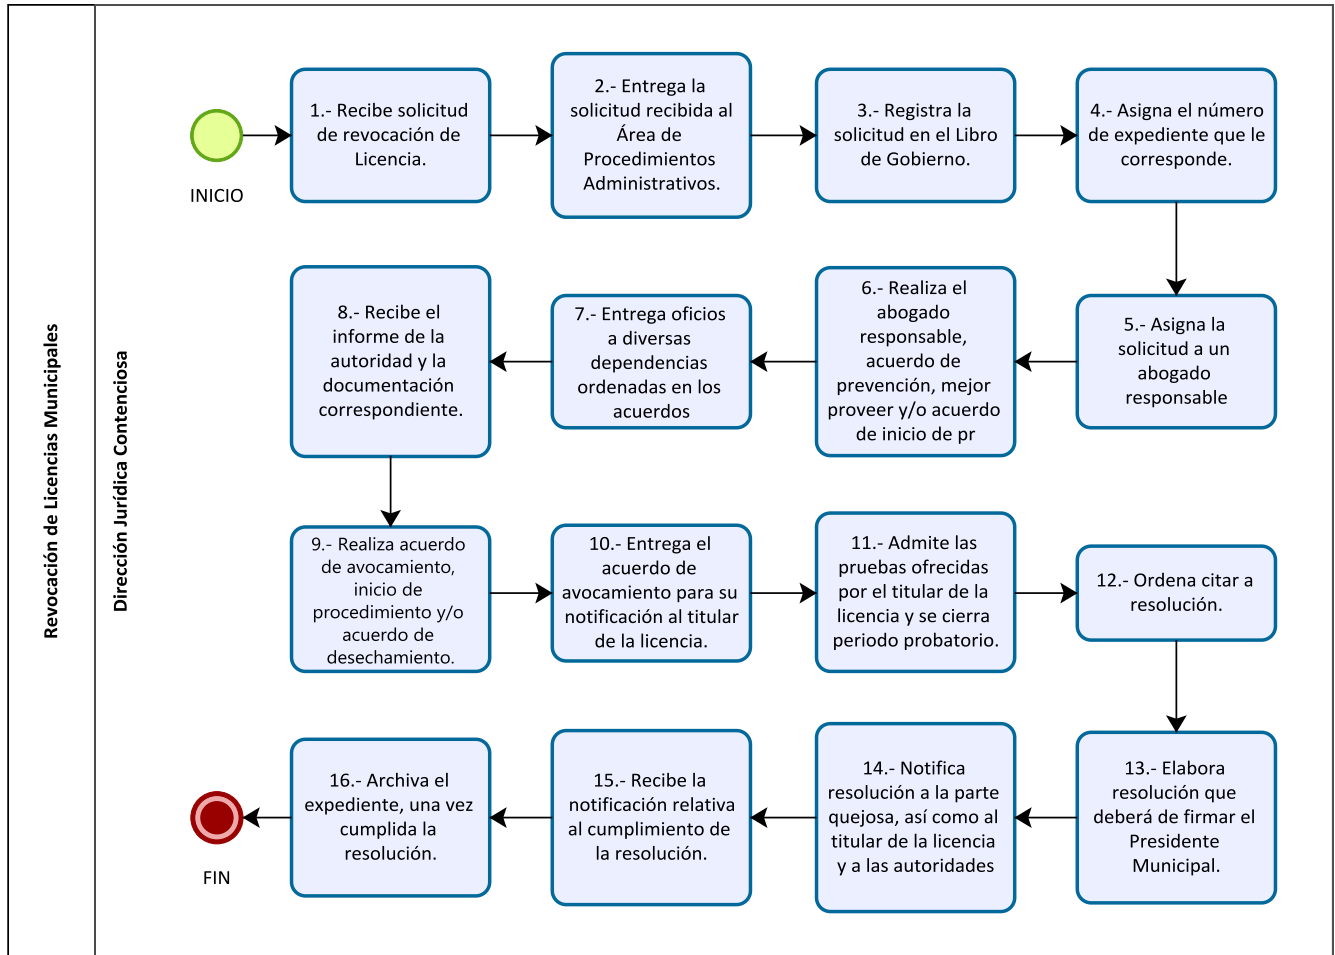 Revocación de Licencias Municipales
Dirección Jurídica Contenciosa
INICIO
1.- Recibe solicitud
de revocación de
Licencia.
2.- Entrega la
solicitud recibida al
Área de
Procedimientos
Administrativos.
3.- Registra la
solicitud en el Libro
de Gobierno.
4.- Asigna el número
de expediente que le
corresponde.
5.- Asigna la
solicitud a un
abogado
responsable
6.- Realiza el
abogado
responsable,
acuerdo de
prevención, mejor
proveer y/o acuerdo
de inicio de pr
7.- Entrega oficios
a diversas
dependencias
ordenadas en los
acuerdos
8.- Recibe el
informe de la
autoridad y la
documentación
correspondiente.
9.- Realiza acuerdo
de avocamiento,
inicio de
procedimiento y/o
acuerdo de
desechamiento.
10.- Entrega el
acuerdo de
avocamiento para su
notificación al titular
de la licencia.
11.- Admite las
pruebas ofrecidas
por el titular de la
licencia y se cierra
periodo probatorio.
12.- Ordena citar a
resolución.
13.- Elabora
resolución que
deberá de firmar el
Presidente
Municipal.
14.- Notifica
resolución a la parte
quejosa, así como al
titular de la licencia
y a las autoridades
15.- Recibe la
notificación relativa
al cumplimiento de
la resolución.
16.- Archiva el
expediente, una vez
cumplida la
resolución.
FIN